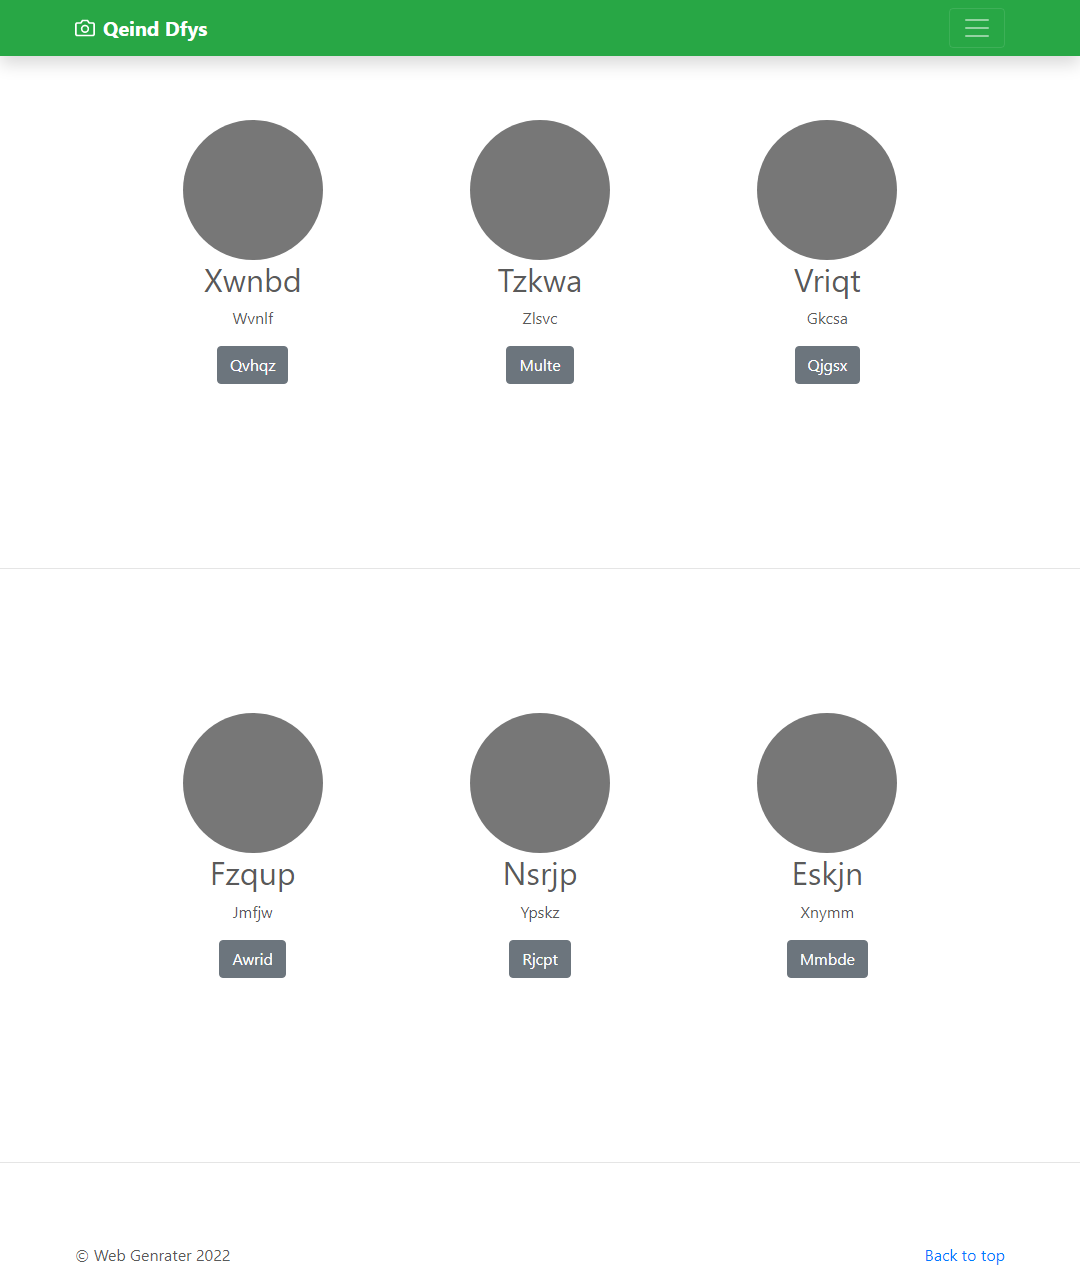 Qeind Dfys
Xwnbd
Tzkwa
Vriqt
Wvnlf
Zlsvc
Gkcsa
Qvhqz
Multe
Qjgsx
Fzqup
Nsrjp
Eskjn
Jmfjw
Ypskz
Xnymm
Awrid
Rjcpt
Mmbde
© Web Genrater 2022
Back to top